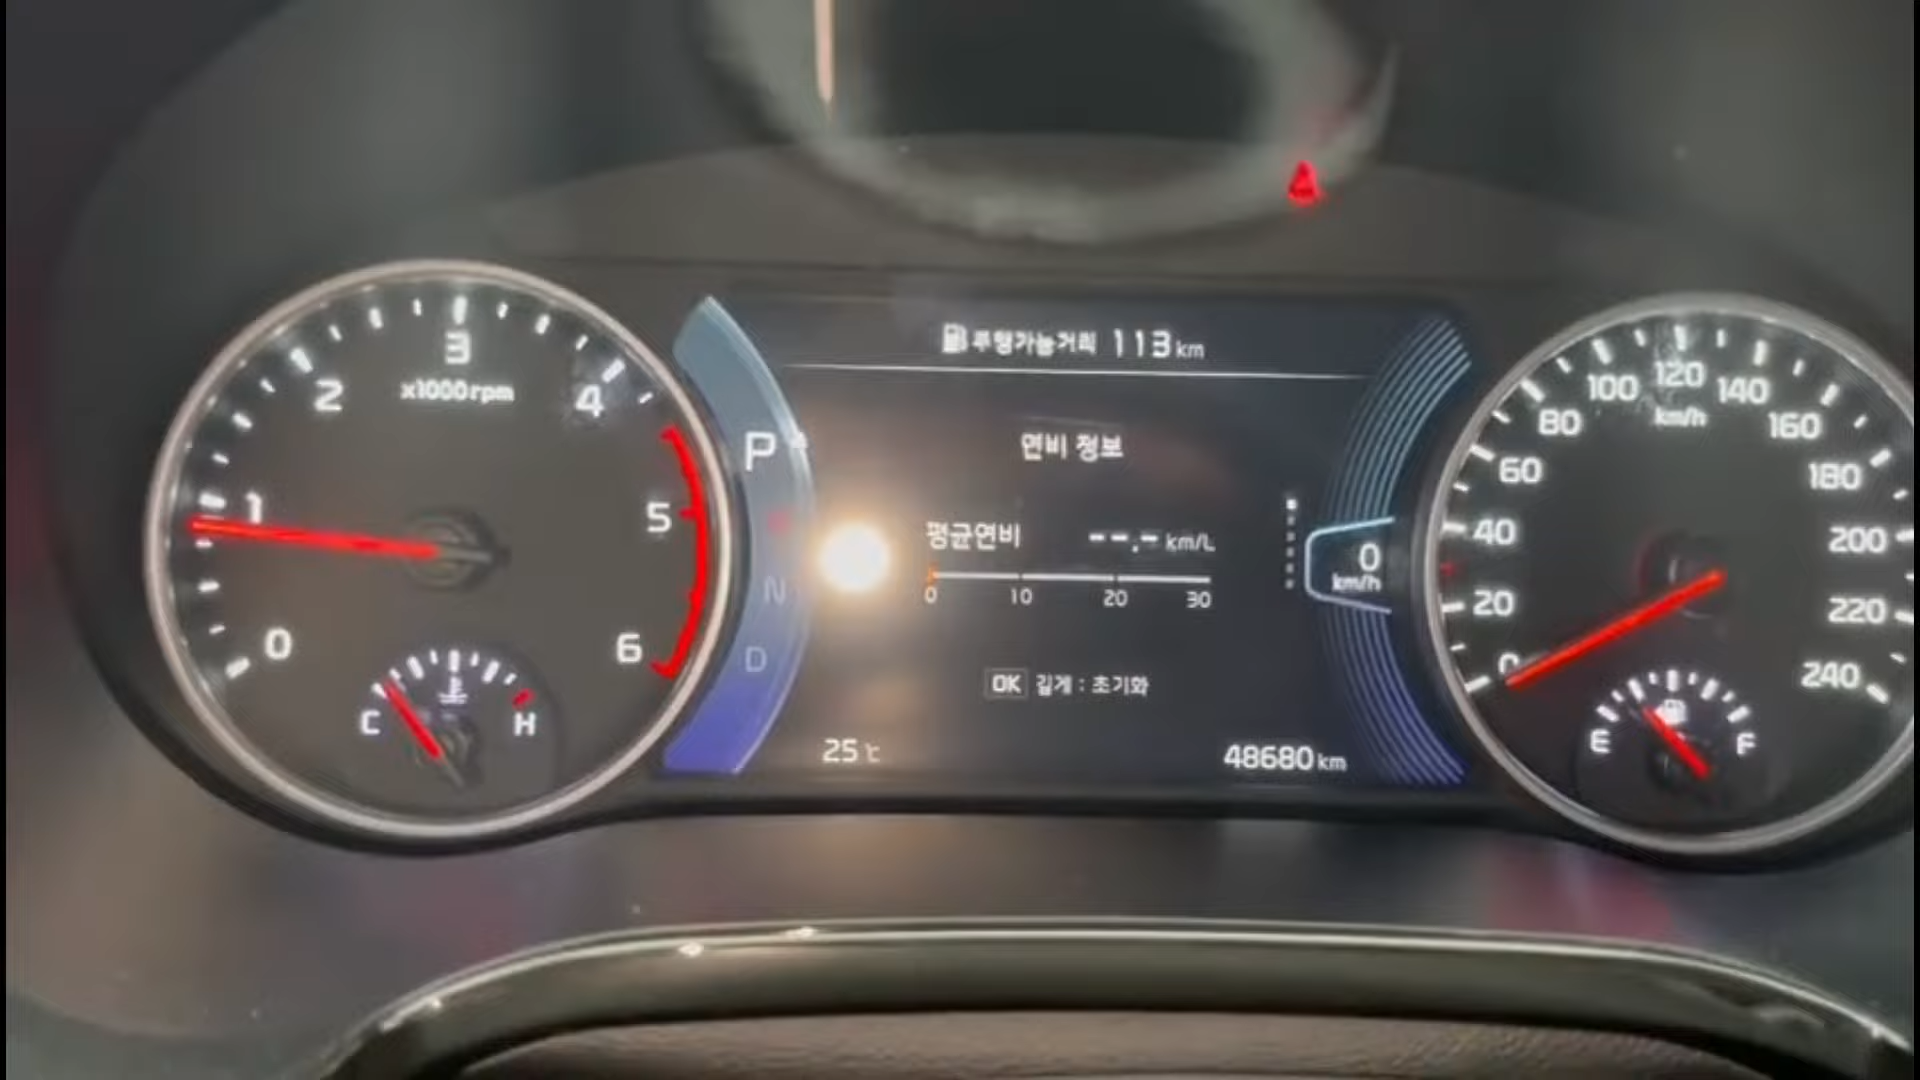 주행가능거리 113 km
연비 정보
평균연비 --.- km/L
0 10 20 30
OK 길게 : 초기화
25℃
48680 km
0
km/h
P
N
D
0 1 2 3 4 5 6
x1000rpm
C H
0 20 40 60 80 100 120 140 160 180 200 220 240
km/h
E F